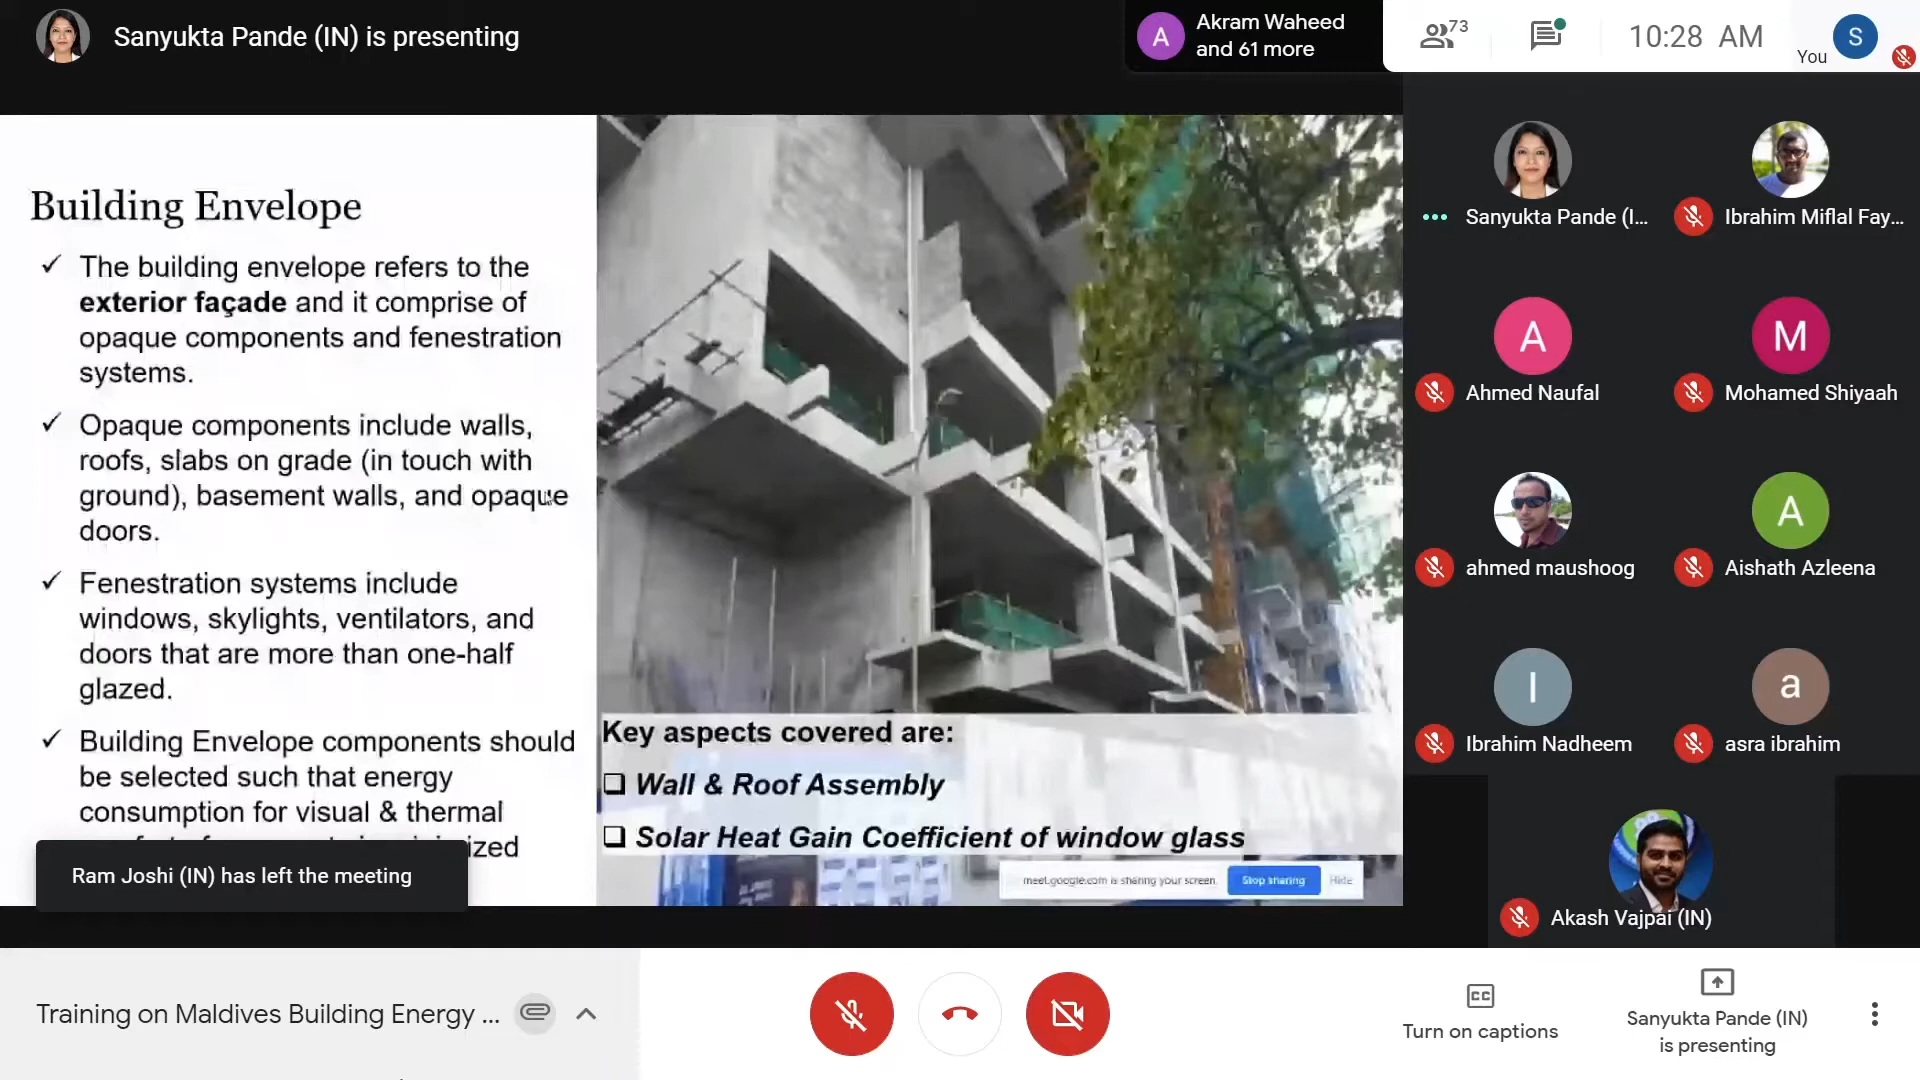 Sanyukta Pande (IN) is presenting
A
Akram Waheed
and 61 more
73
10:28 AM
You
S
Building Envelope
✓ The building envelope refers to the
exterior façade and it comprise of
opaque components and fenestration
systems.
✓ Opaque components include walls,
roofs, slabs on grade (in touch with
ground), basement walls, and opaque
doors.
✓ Fenestration systems include
windows, skylights, ventilators, and
doors that are more than one-half
glazed.
✓ Building Envelope components should
be selected such that energy
consumption for visual & thermal
Ram Joshi (IN) has left the meeting
Key aspects covered are:
❑ Wall & Roof Assembly
❑ Solar Heat Gain Coefficient of window glass
meet.google.com is sharing your screen.
Stop sharing
Hide
Sanyukta Pande (I...
Ibrahim Miflal Fay...
A
Ahmed Naufal
M
Mohamed Shiyaah
ahmed maushoog
A
Aishath Azleena
I
Ibrahim Nadheem
a
asra ibrahim
Akash Vajpai (IN)
Training on Maldives Building Energy ...
CC
Turn on captions
Sanyukta Pande (IN)
is presenting